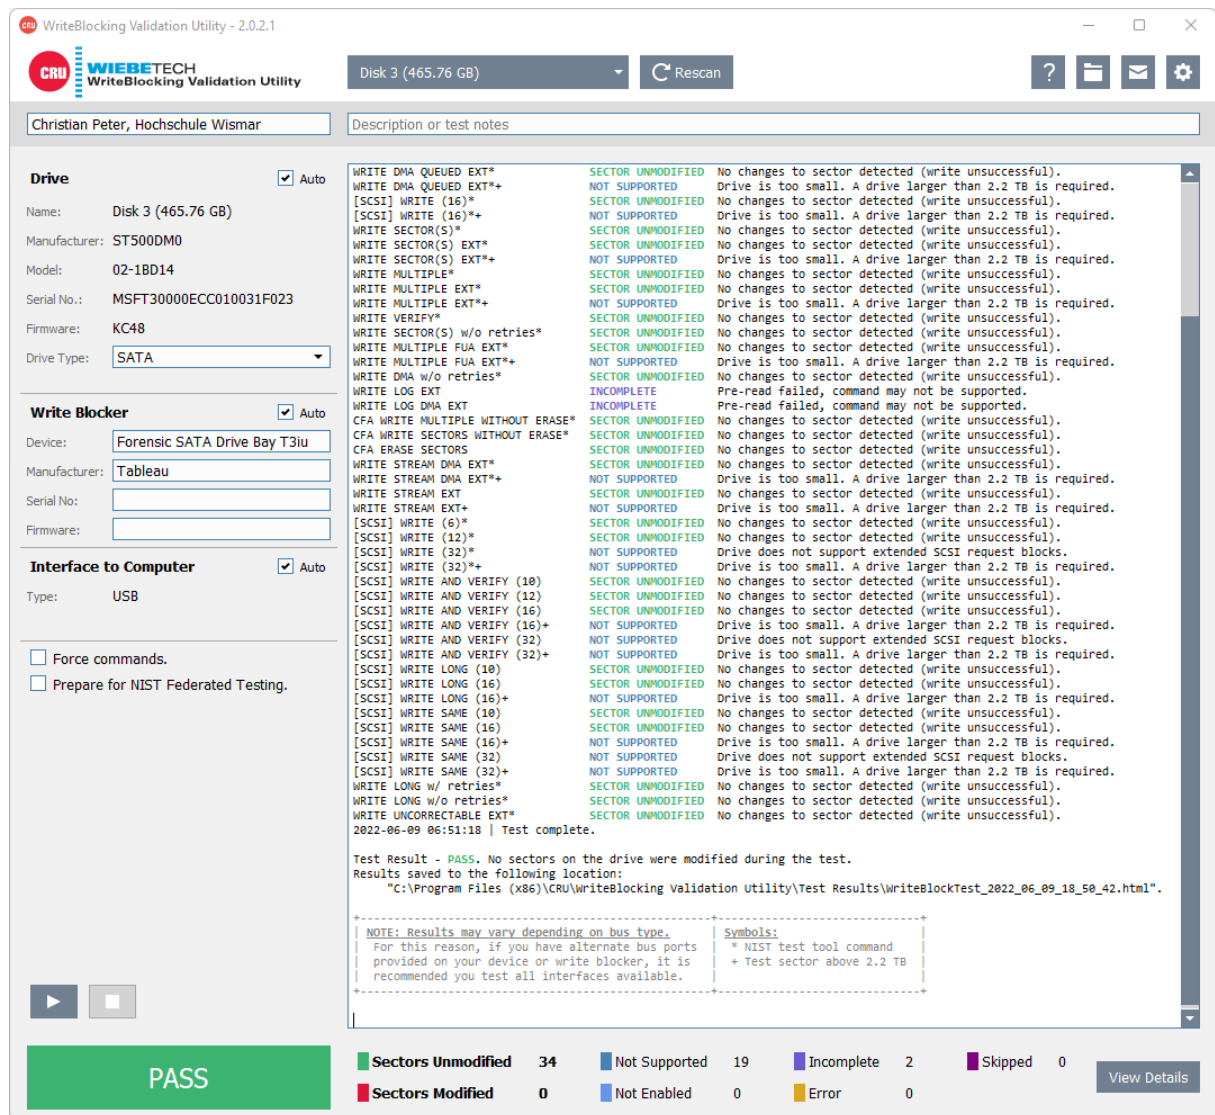 WriteBlocking Validation Utility - 2.0.2.1
CRU WIEBETECH
WriteBlocking Validation Utility
Disk 3 (465.76 GB)
Rescan
?
Christian Peter, Hochschule Wismar
Description or test notes
Drive
Auto
Name: Disk 3 (465.76 GB)
Manufacturer: ST500DM0
Model: 02-1BD14
Serial No.: MSFT30000ECC010031F023
Firmware: KC48
Drive Type: SATA
Write Blocker
Auto
Device: Forensic SATA Drive Bay T3iu
Manufacturer: Tableau
Serial No:
Firmware:
Interface to Computer
Auto
Type: USB
Force commands.
Prepare for NIST Federated Testing.
WRITE DMA QUEUED EXT* SECTOR UNMODIFIED No changes to sector detected (write unsuccessful).
WRITE DMA QUEUED EXT*+ NOT SUPPORTED Drive is too small. A drive larger than 2.2 TB is required.
[SCSI] WRITE (16)* SECTOR UNMODIFIED No changes to sector detected (write unsuccessful).
[SCSI] WRITE (16)*+ NOT SUPPORTED Drive is too small. A drive larger than 2.2 TB is required.
WRITE SECTOR(S)* SECTOR UNMODIFIED No changes to sector detected (write unsuccessful).
WRITE SECTOR(S) EXT* SECTOR UNMODIFIED No changes to sector detected (write unsuccessful).
WRITE SECTOR(S) EXT*+ NOT SUPPORTED Drive is too small. A drive larger than 2.2 TB is required.
WRITE MULTIPLE* SECTOR UNMODIFIED No changes to sector detected (write unsuccessful).
WRITE MULTIPLE EXT* SECTOR UNMODIFIED No changes to sector detected (write unsuccessful).
WRITE MULTIPLE EXT*+ NOT SUPPORTED Drive is too small. A drive larger than 2.2 TB is required.
WRITE VERIFY* SECTOR UNMODIFIED No changes to sector detected (write unsuccessful).
WRITE SECTOR(S) w/o retries* SECTOR UNMODIFIED No changes to sector detected (write unsuccessful).
WRITE MULTIPLE FUA EXT* SECTOR UNMODIFIED No changes to sector detected (write unsuccessful).
WRITE MULTIPLE FUA EXT*+ NOT SUPPORTED Drive is too small. A drive larger than 2.2 TB is required.
WRITE DMA w/o retries* SECTOR UNMODIFIED No changes to sector detected (write unsuccessful).
WRITE LOG EXT INCOMPLETE Pre-read failed, command may not be supported.
WRITE LOG DMA EXT INCOMPLETE Pre-read failed, command may not be supported.
CFA WRITE MULTIPLE WITHOUT ERASE* SECTOR UNMODIFIED No changes to sector detected (write unsuccessful).
CFA WRITE SECTORS WITHOUT ERASE* SECTOR UNMODIFIED No changes to sector detected (write unsuccessful).
CFA ERASE SECTORS SECTOR UNMODIFIED No changes to sector detected (write unsuccessful).
WRITE STREAM DMA EXT* SECTOR UNMODIFIED No changes to sector detected (write unsuccessful).
WRITE STREAM DMA EXT*+ NOT SUPPORTED Drive is too small. A drive larger than 2.2 TB is required.
WRITE STREAM EXT SECTOR UNMODIFIED No changes to sector detected (write unsuccessful).
WRITE STREAM EXT+ NOT SUPPORTED Drive is too small. A drive larger than 2.2 TB is required.
[SCSI] WRITE (6)* SECTOR UNMODIFIED No changes to sector detected (write unsuccessful).
[SCSI] WRITE (12)* SECTOR UNMODIFIED No changes to sector detected (write unsuccessful).
[SCSI] WRITE (32)* NOT SUPPORTED Drive does not support extended SCSI request blocks.
[SCSI] WRITE (32)*+ NOT SUPPORTED Drive is too small. A drive larger than 2.2 TB is required.
[SCSI] WRITE AND VERIFY (10) SECTOR UNMODIFIED No changes to sector detected (write unsuccessful).
[SCSI] WRITE AND VERIFY (12) SECTOR UNMODIFIED No changes to sector detected (write unsuccessful).
[SCSI] WRITE AND VERIFY (16) SECTOR UNMODIFIED No changes to sector detected (write unsuccessful).
[SCSI] WRITE AND VERIFY (16)+ NOT SUPPORTED Drive is too small. A drive larger than 2.2 TB is required.
[SCSI] WRITE AND VERIFY (32) NOT SUPPORTED Drive does not support extended SCSI request blocks.
[SCSI] WRITE AND VERIFY (32)+ NOT SUPPORTED Drive is too small. A drive larger than 2.2 TB is required.
[SCSI] WRITE LONG (10) SECTOR UNMODIFIED No changes to sector detected (write unsuccessful).
[SCSI] WRITE LONG (16) SECTOR UNMODIFIED No changes to sector detected (write unsuccessful).
[SCSI] WRITE LONG (16)+ NOT SUPPORTED Drive is too small. A drive larger than 2.2 TB is required.
[SCSI] WRITE SAME (10) SECTOR UNMODIFIED No changes to sector detected (write unsuccessful).
[SCSI] WRITE SAME (16) SECTOR UNMODIFIED No changes to sector detected (write unsuccessful).
[SCSI] WRITE SAME (16)+ NOT SUPPORTED Drive is too small. A drive larger than 2.2 TB is required.
[SCSI] WRITE SAME (32) NOT SUPPORTED Drive does not support extended SCSI request blocks.
[SCSI] WRITE SAME (32)+ NOT SUPPORTED Drive is too small. A drive larger than 2.2 TB is required.
WRITE LONG w/ retries* SECTOR UNMODIFIED No changes to sector detected (write unsuccessful).
WRITE LONG w/o retries* SECTOR UNMODIFIED No changes to sector detected (write unsuccessful).
WRITE UNCORRECTABLE EXT* SECTOR UNMODIFIED No changes to sector detected (write unsuccessful).
2022-06-09 06:51:18 | Test complete.
Test Result - PASS. No sectors on the drive were modified during the test.
Results saved to the following location:
"C:\Program Files (x86)\CRU\WriteBlocking Validation Utility\Test Results\WriteBlockTest_2022_06_09_18_50_42.html".
NOTE: Results may vary depending on bus type.
For this reason, if you have alternate bus ports
provided on your device or write blocker, it is
recommended you test all interfaces available.
Symbols:
* NIST test tool command
+ Test sector above 2.2 TB
PASS
Sectors Unmodified 34 Not Supported 19 Incomplete 2 Skipped 0
Sectors Modified 0 Not Enabled 0 Error 0
View Details